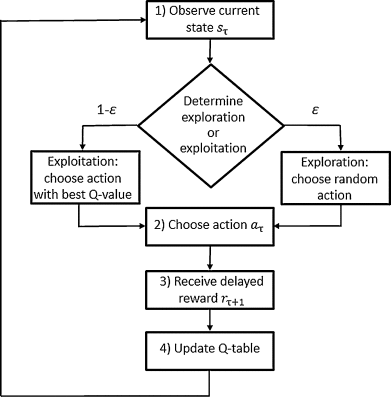 1) Observe current
state sτ
Determine
exploration
or
exploitation
1-ε
ε
Exploitation:
choose action
with best Q-value
Exploration:
choose random
action
2) Choose action aτ
3) Receive delayed
reward rτ+1
4) Update Q-table